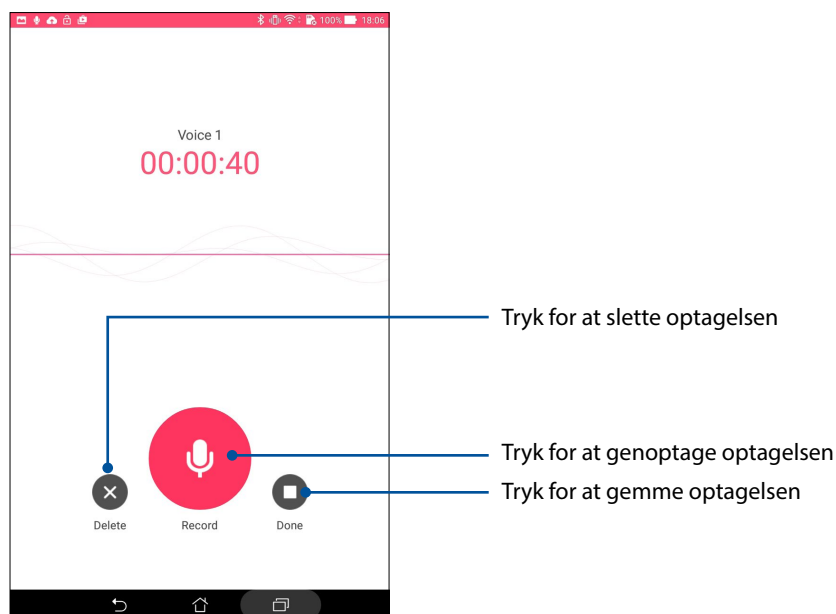 100% 18:06
Voice 1
00:00:40
Tryk for at slette optagelsen
Tryk for at genoptage optagelsen
Tryk for at gemme optagelsen
Delete Record Done